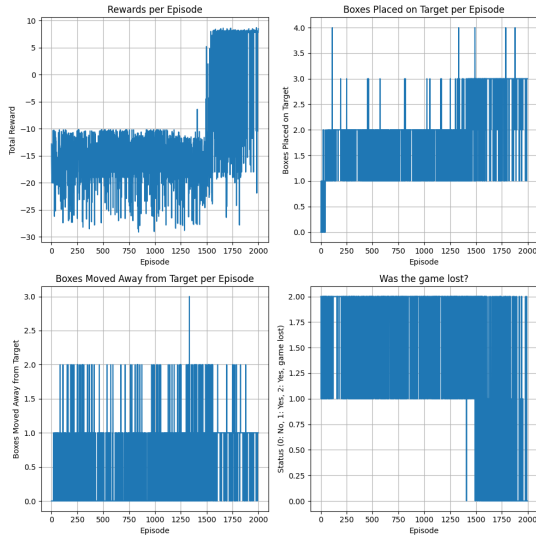 Rewards per Episode
10
5
0
−5
−10
−15
−20
−25
−30
Total Reward
0 250 500 750 1000 1250 1500 1750 2000
Episode
Boxes Placed on Target per Episode
4.0
3.5
3.0
2.5
2.0
1.5
1.0
0.5
0.0
Boxes Placed on Target
0 250 500 750 1000 1250 1500 1750 2000
Episode
Boxes Moved Away from Target per Episode
3.0
2.5
2.0
1.5
1.0
0.5
0.0
Boxes Moved Away from Target
0 250 500 750 1000 1250 1500 1750 2000
Episode
Was the game lost?
2.00
1.75
1.50
1.25
1.00
0.75
0.50
0.25
0.00
Status (0: No, 1: Yes, 2: Yes, game lost)
0 250 500 750 1000 1250 1500 1750 2000
Episode